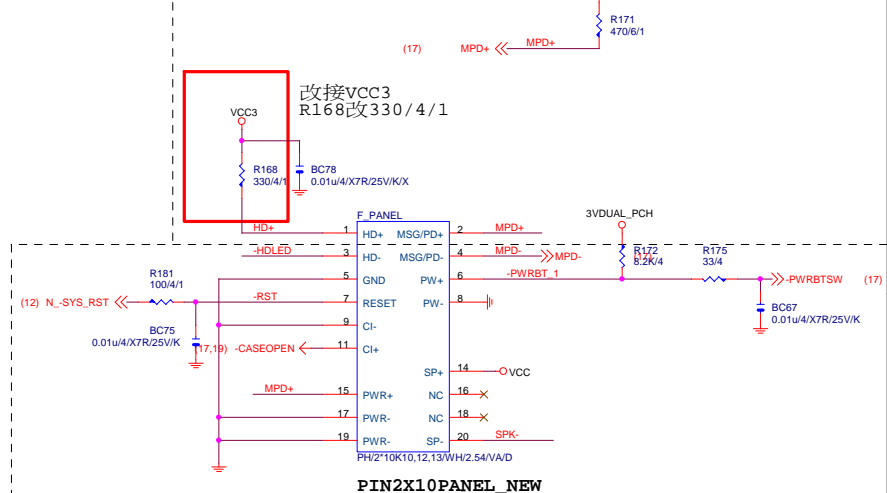 R171
470/6/1
(17) MPD+ MPD+
改接VCC3
R168改330/4/1
VCC3
R168
330/4/1
BC78
0.01u/4/X7R/25V/K/X
F_PANEL
3VDUAL_PCH
HD+ 1 HD+ MSG/PD+ 2 MPD+
-HDLED 3 HD- MSG/PD- 4 MPD- MPD-
R172
8.2K/4
R175
33/4
5 GND PW+ 6 -PWRBT_1 -PWRBTSW (17)
R181
100/4/1
(12) N_-SYS_RST -RST 7 RESET PW- 8
BC67
0.01u/4/X7R/25V/K
9 CI-
BC75
0.01u/4/X7R/25V/K
(17,19) -CASEOPEN 11 CI+
SP+ 14 VCC
MPD+ 15 PWR+ NC 16
17 PWR- NC 18
19 PWR- SP- 20 SPK-
PH/2*10K10,12,13/WH/2.54/VA/D
PIN2X10PANEL_NEW